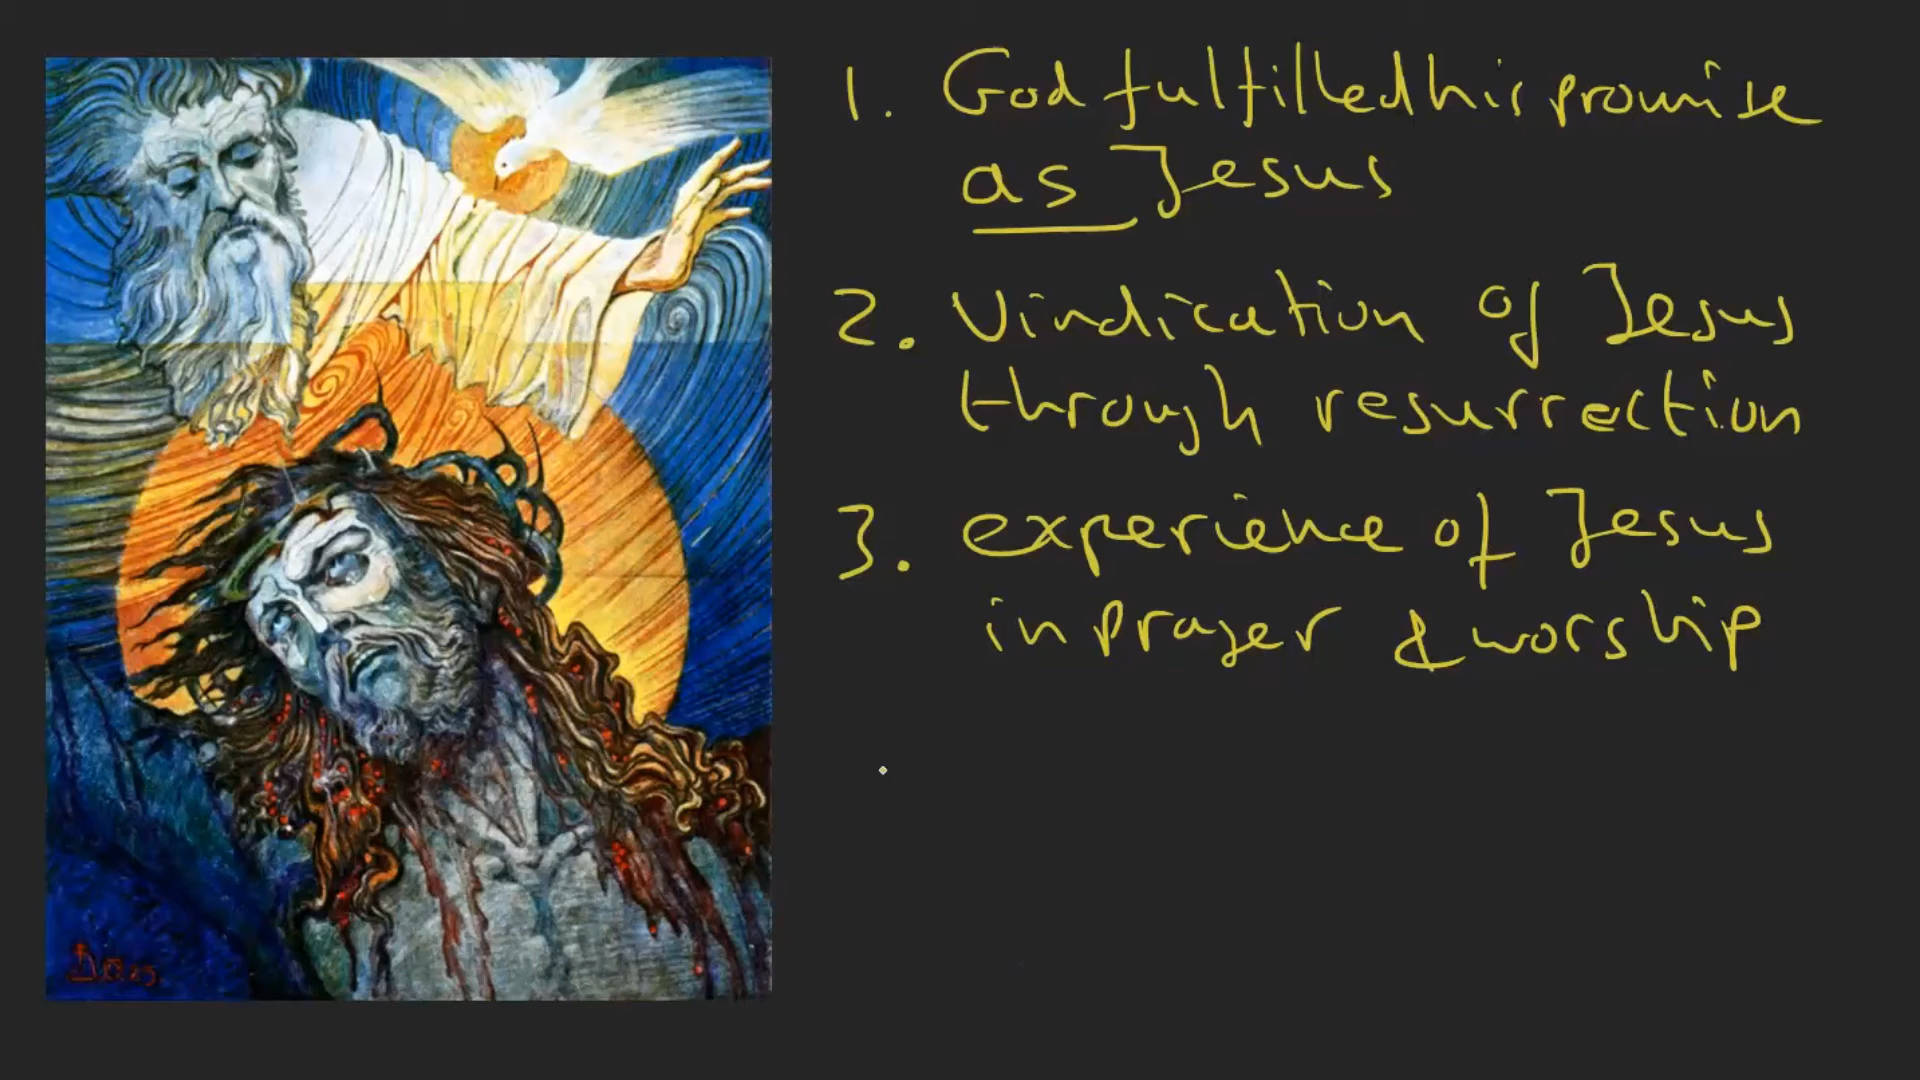 1. God fulfilled his promise
as Jesus
2. Vindication of Jesus
through resurrection
3. experience of Jesus
in prayer & worship